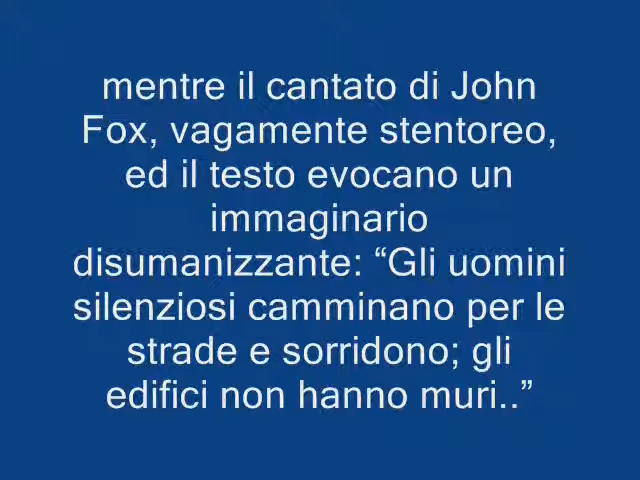 mentre il cantato di John
Fox, vagamente stentoreo,
ed il testo evocano un
immaginario
disumanizzante: “Gli uomini
silenziosi camminano per le
strade e sorridono; gli
edifici non hanno muri..”